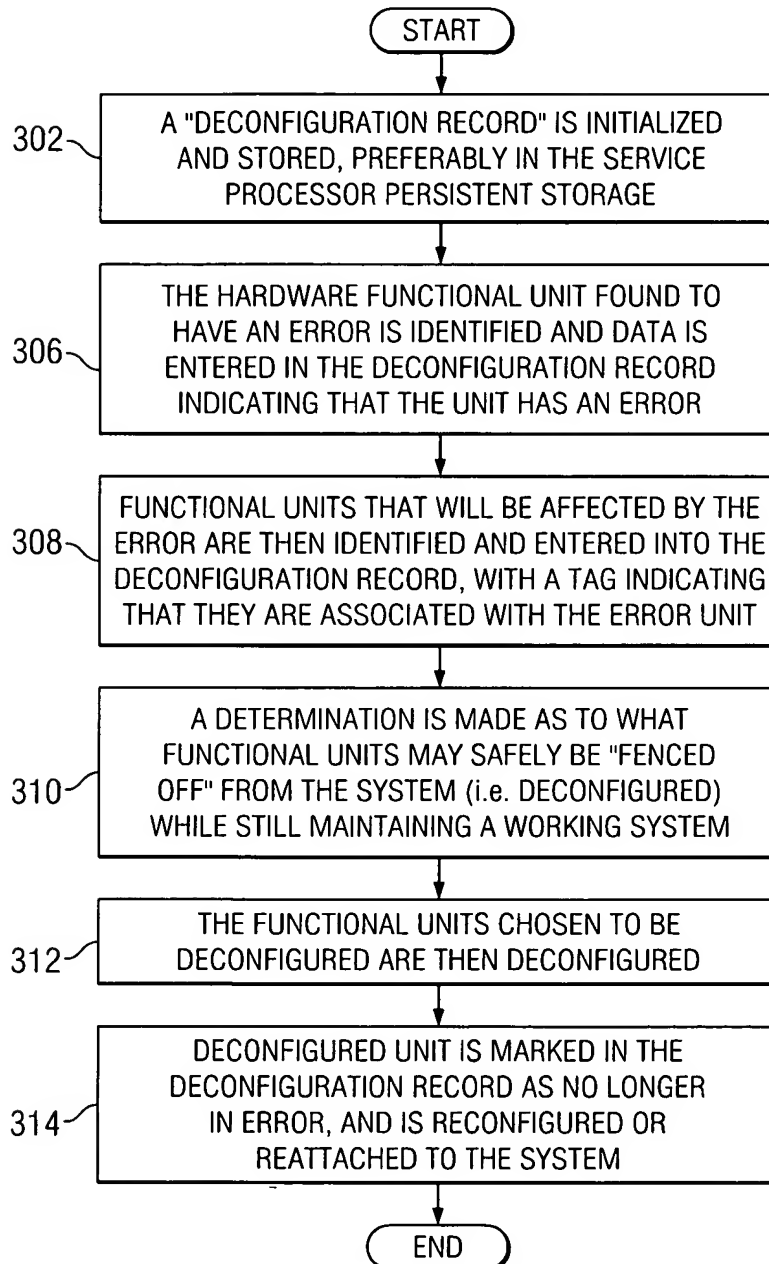 START
302
A "DECONFIGURATION RECORD" IS INITIALIZED
AND STORED, PREFERABLY IN THE SERVICE
PROCESSOR PERSISTENT STORAGE
306
THE HARDWARE FUNCTIONAL UNIT FOUND TO
HAVE AN ERROR IS IDENTIFIED AND DATA IS
ENTERED IN THE DECONFIGURATION RECORD
INDICATING THAT THE UNIT HAS AN ERROR
308
FUNCTIONAL UNITS THAT WILL BE AFFECTED BY THE
ERROR ARE THEN IDENTIFIED AND ENTERED INTO THE
DECONFIGURATION RECORD, WITH A TAG INDICATING
THAT THEY ARE ASSOCIATED WITH THE ERROR UNIT
310
A DETERMINATION IS MADE AS TO WHAT
FUNCTIONAL UNITS MAY SAFELY BE "FENCED
OFF" FROM THE SYSTEM (i.e. DECONFIGURED)
WHILE STILL MAINTAINING A WORKING SYSTEM
312
THE FUNCTIONAL UNITS CHOSEN TO BE
DECONFIGURED ARE THEN DECONFIGURED
314
DECONFIGURED UNIT IS MARKED IN THE
DECONFIGURATION RECORD AS NO LONGER
IN ERROR, AND IS RECONFIGURED OR
REATTACHED TO THE SYSTEM
END